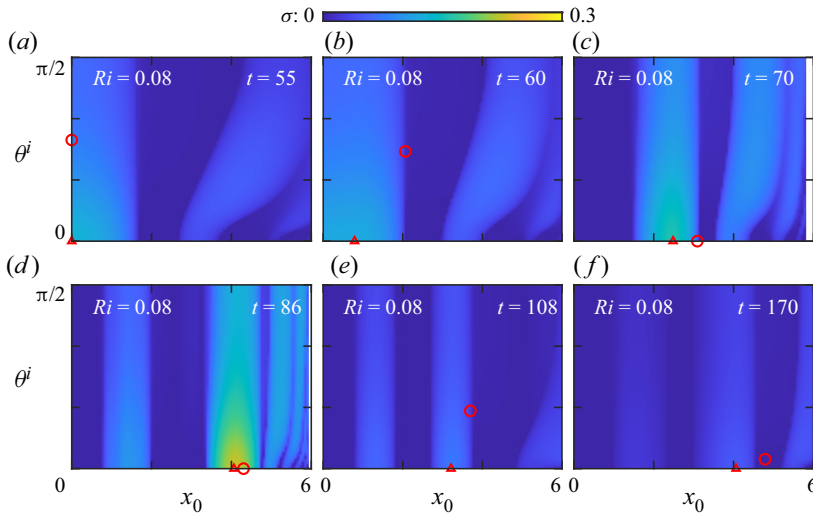 σ: 0 0.3
(a) (b) (c)
π/2 Ri = 0.08 t = 55 Ri = 0.08 t = 60 Ri = 0.08 t = 70
θ^i
0
(d) (e) (f)
π/2 Ri = 0.08 t = 86 Ri = 0.08 t = 108 Ri = 0.08 t = 170
θ^i
0 6 0 6 0 6
x_0 x_0 x_0